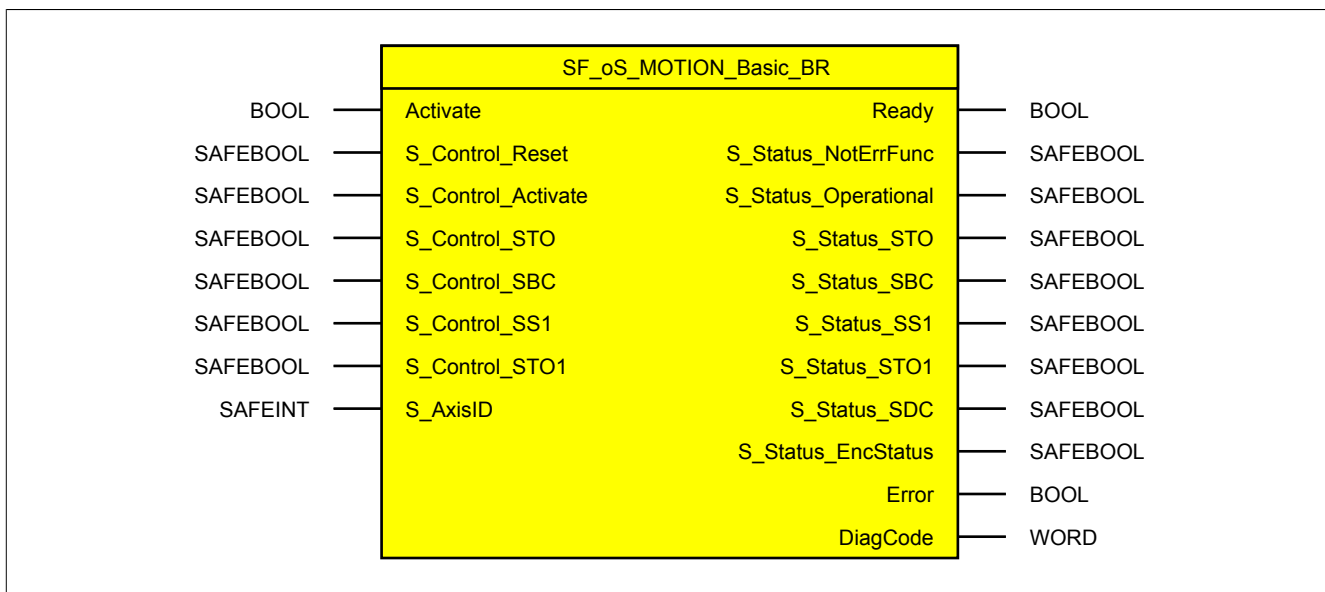 SF_oS_MOTION_Basic_BR
BOOL Activate Ready BOOL
SAFEBOOL S_Control_Reset S_Status_NotErrFunc SAFEBOOL
SAFEBOOL S_Control_Activate S_Status_Operational SAFEBOOL
SAFEBOOL S_Control_STO S_Status_STO SAFEBOOL
SAFEBOOL S_Control_SBC S_Status_SBC SAFEBOOL
SAFEBOOL S_Control_SS1 S_Status_SS1 SAFEBOOL
SAFEBOOL S_Control_STO1 S_Status_STO1 SAFEBOOL
SAFEINT S_AxisID S_Status_SDC SAFEBOOL
S_Status_EncStatus SAFEBOOL
Error BOOL
DiagCode WORD